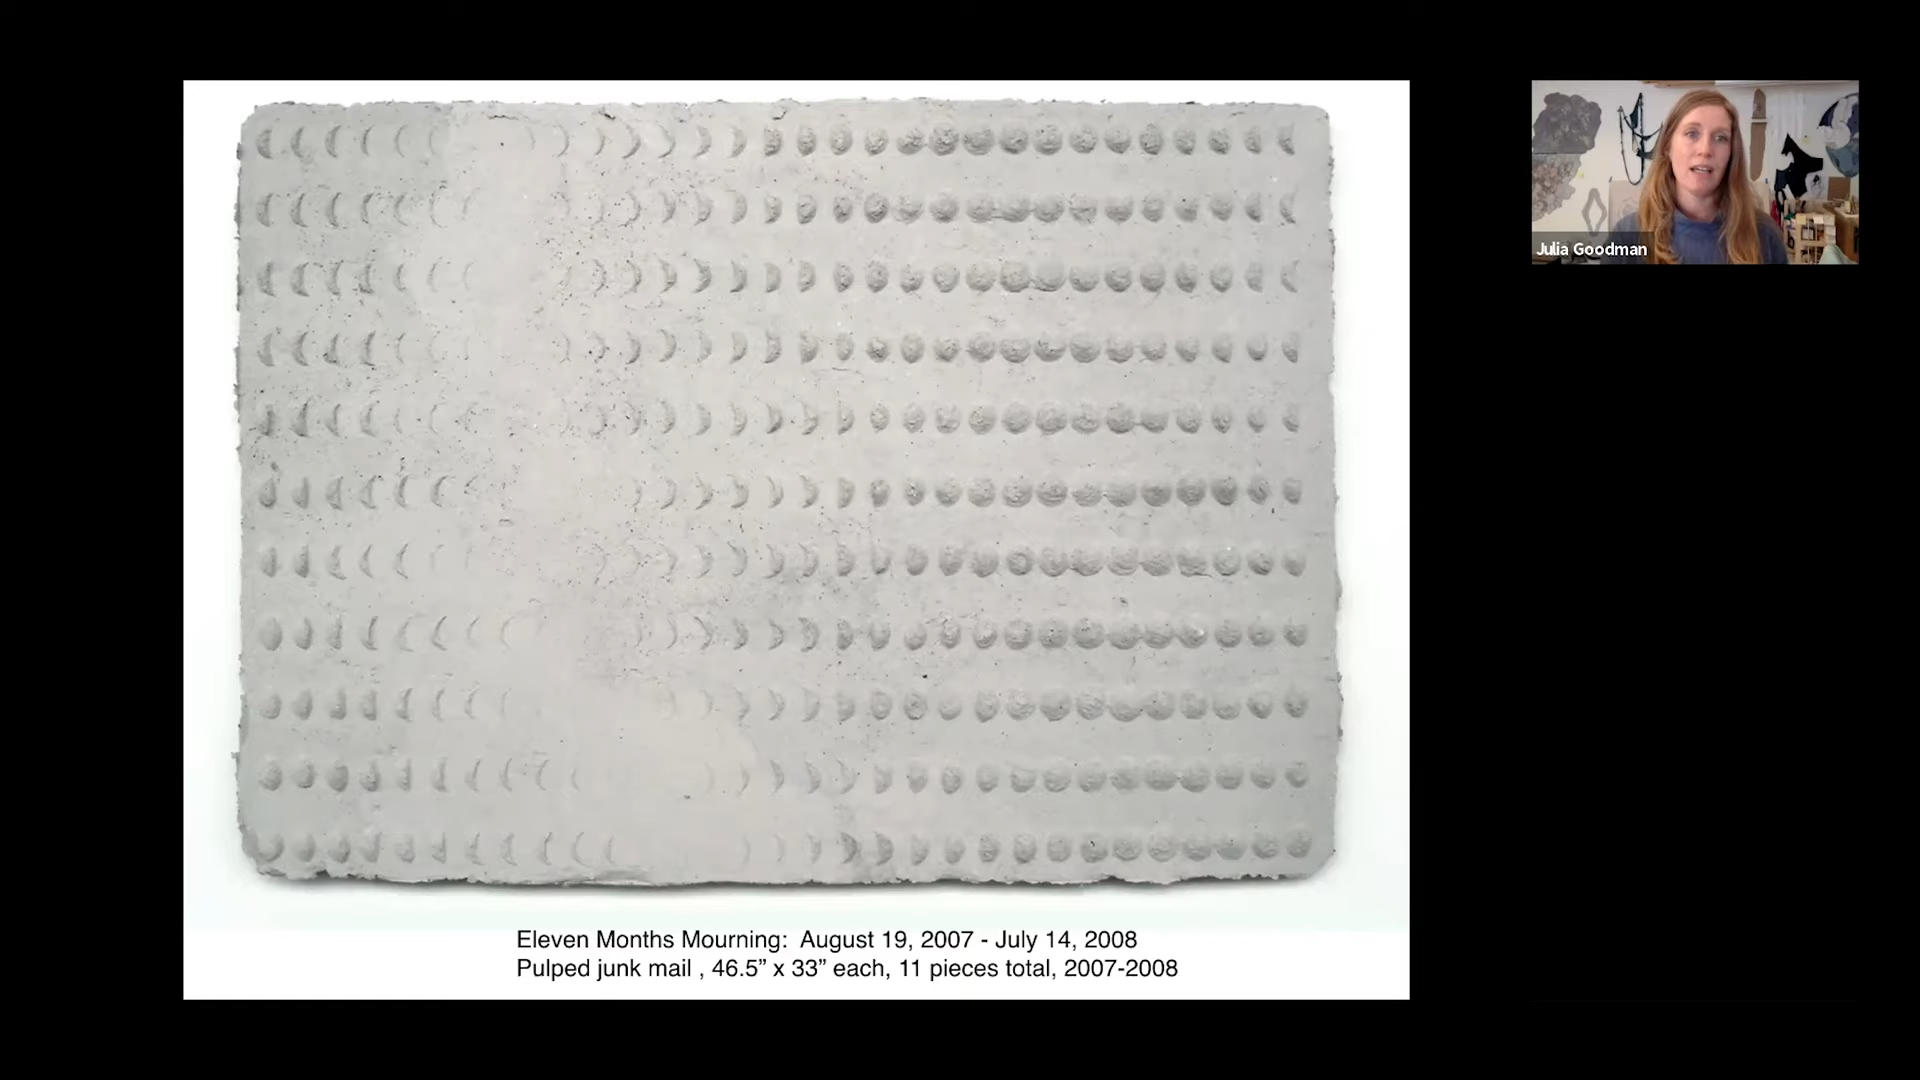 Julia Goodman
Eleven Months Mourning:  August 19, 2007 - July 14, 2008
Pulped junk mail , 46.5” x 33” each, 11 pieces total, 2007-2008